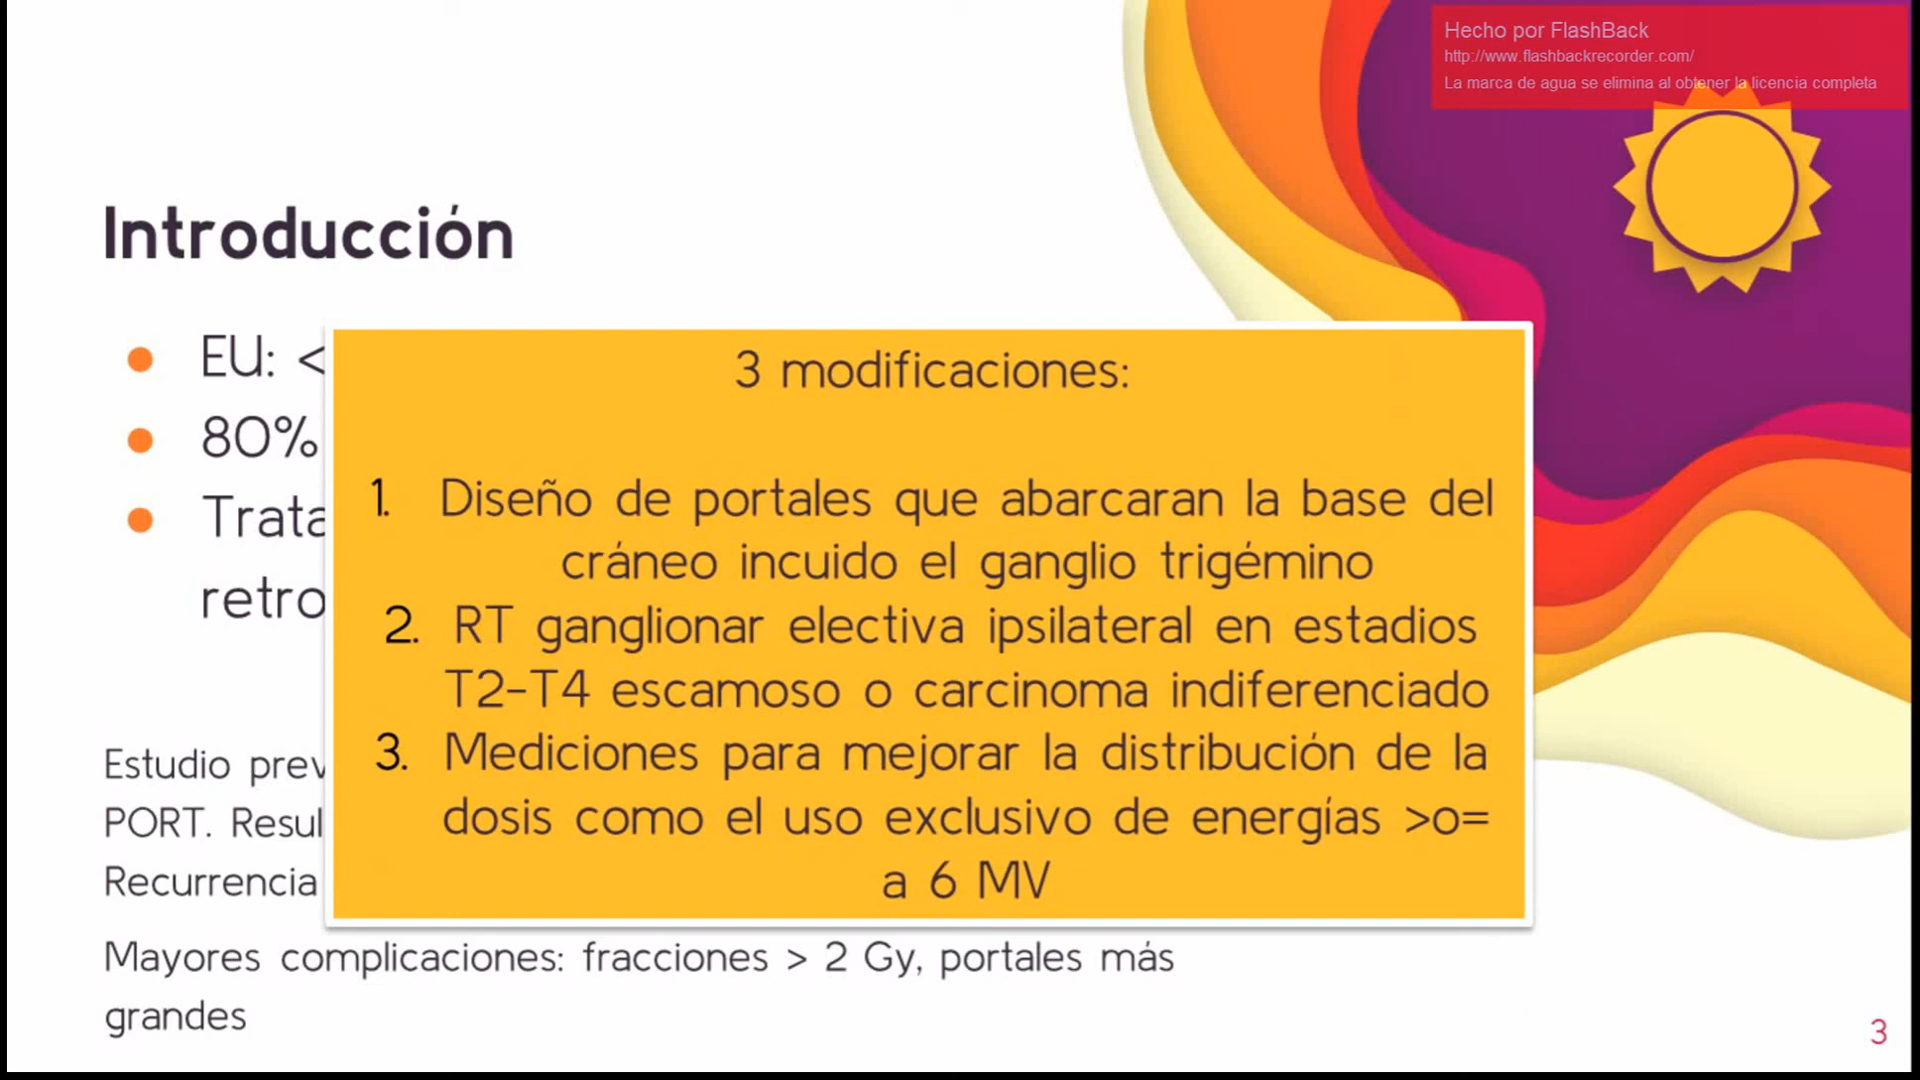 Hecho por FlashBack
http://www.flashbackrecorder.com/
La marca de agua se elimina al obtener la licencia completa
Introducción
EU: <
80%
Trata
retro
3 modificaciones:
1. Diseño de portales que abarcaran la base del
cráneo incuido el ganglio trigémino
2. RT ganglionar electiva ipsilateral en estadios
T2-T4 escamoso o carcinoma indiferenciado
3. Mediciones para mejorar la distribución de la
dosis como el uso exclusivo de energías >o=
a 6 MV
Estudio prev
PORT. Resul
Recurrencia
Mayores complicaciones: fracciones > 2 Gy, portales más
grandes
3